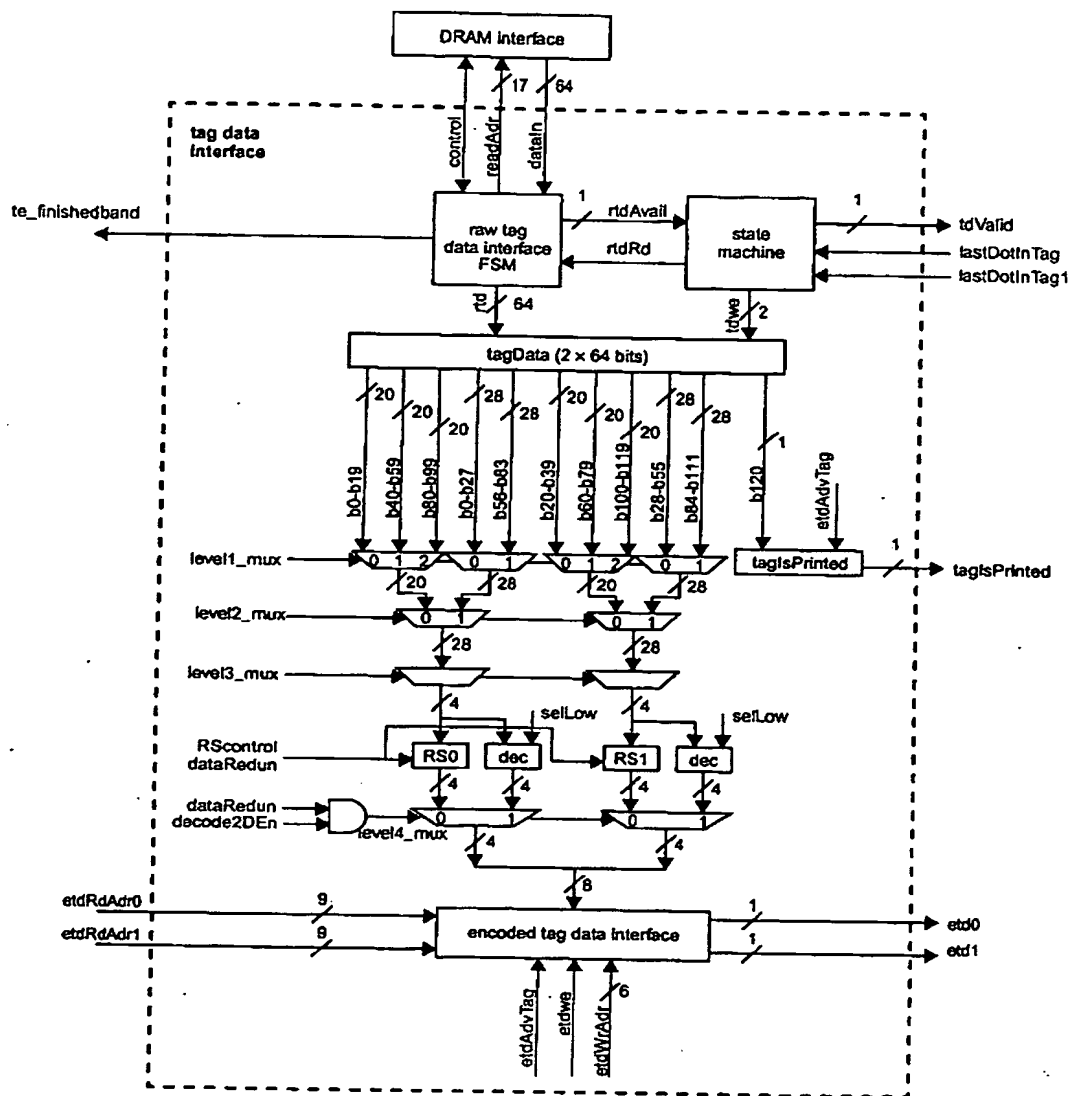 DRAM interface
17
64
tag data
interface
control
readAdr
dataIn
te_finishedband
raw tag
data interface
FSM
1
rtdAvail
rtdRd
state
machine
1
tdValid
lastDotInTag
lastDotInTag1
rtd
64
tdwe
2
tagData (2 × 64 bits)
20
20
20
28
28
20
20
20
28
28
1
b0-b19
b40-b59
b80-b99
b0-b27
b56-b83
b20-b39
b60-b79
b100-b119
b28-b55
b84-b111
b120
etdAdvTag
level1_mux
0 1 2
0 1
0 1 2
0 1
tagIsPrinted
1
tagIsPrinted
20
28
20
28
level2_mux
0 1
0 1
28
28
level3_mux
4
4
selLow
selLow
RScontrol
dataRedun
RS0
dec
RS1
dec
4
4
4
4
dataRedun
decode2DEn
level4_mux
0 1
0 1
4
4
8
etdRdAdr0
9
etdRdAdr1
9
encoded tag data interface
1
etd0
1
etd1
etdAdvTag
etdwe
etdWrAdr
6